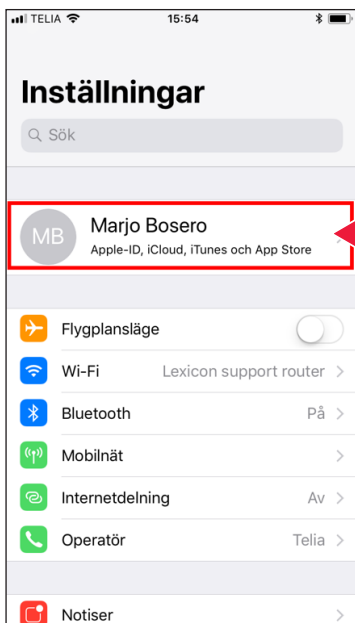 TELIA 15:54
Inställningar
Sök
MB
Marjo Bosero
Apple-ID, iCloud, iTunes och App Store
Flygplansläge
Wi-Fi Lexicon support router
Bluetooth På
Mobilnät
Internetdelning Av
Operatör Telia
Notiser